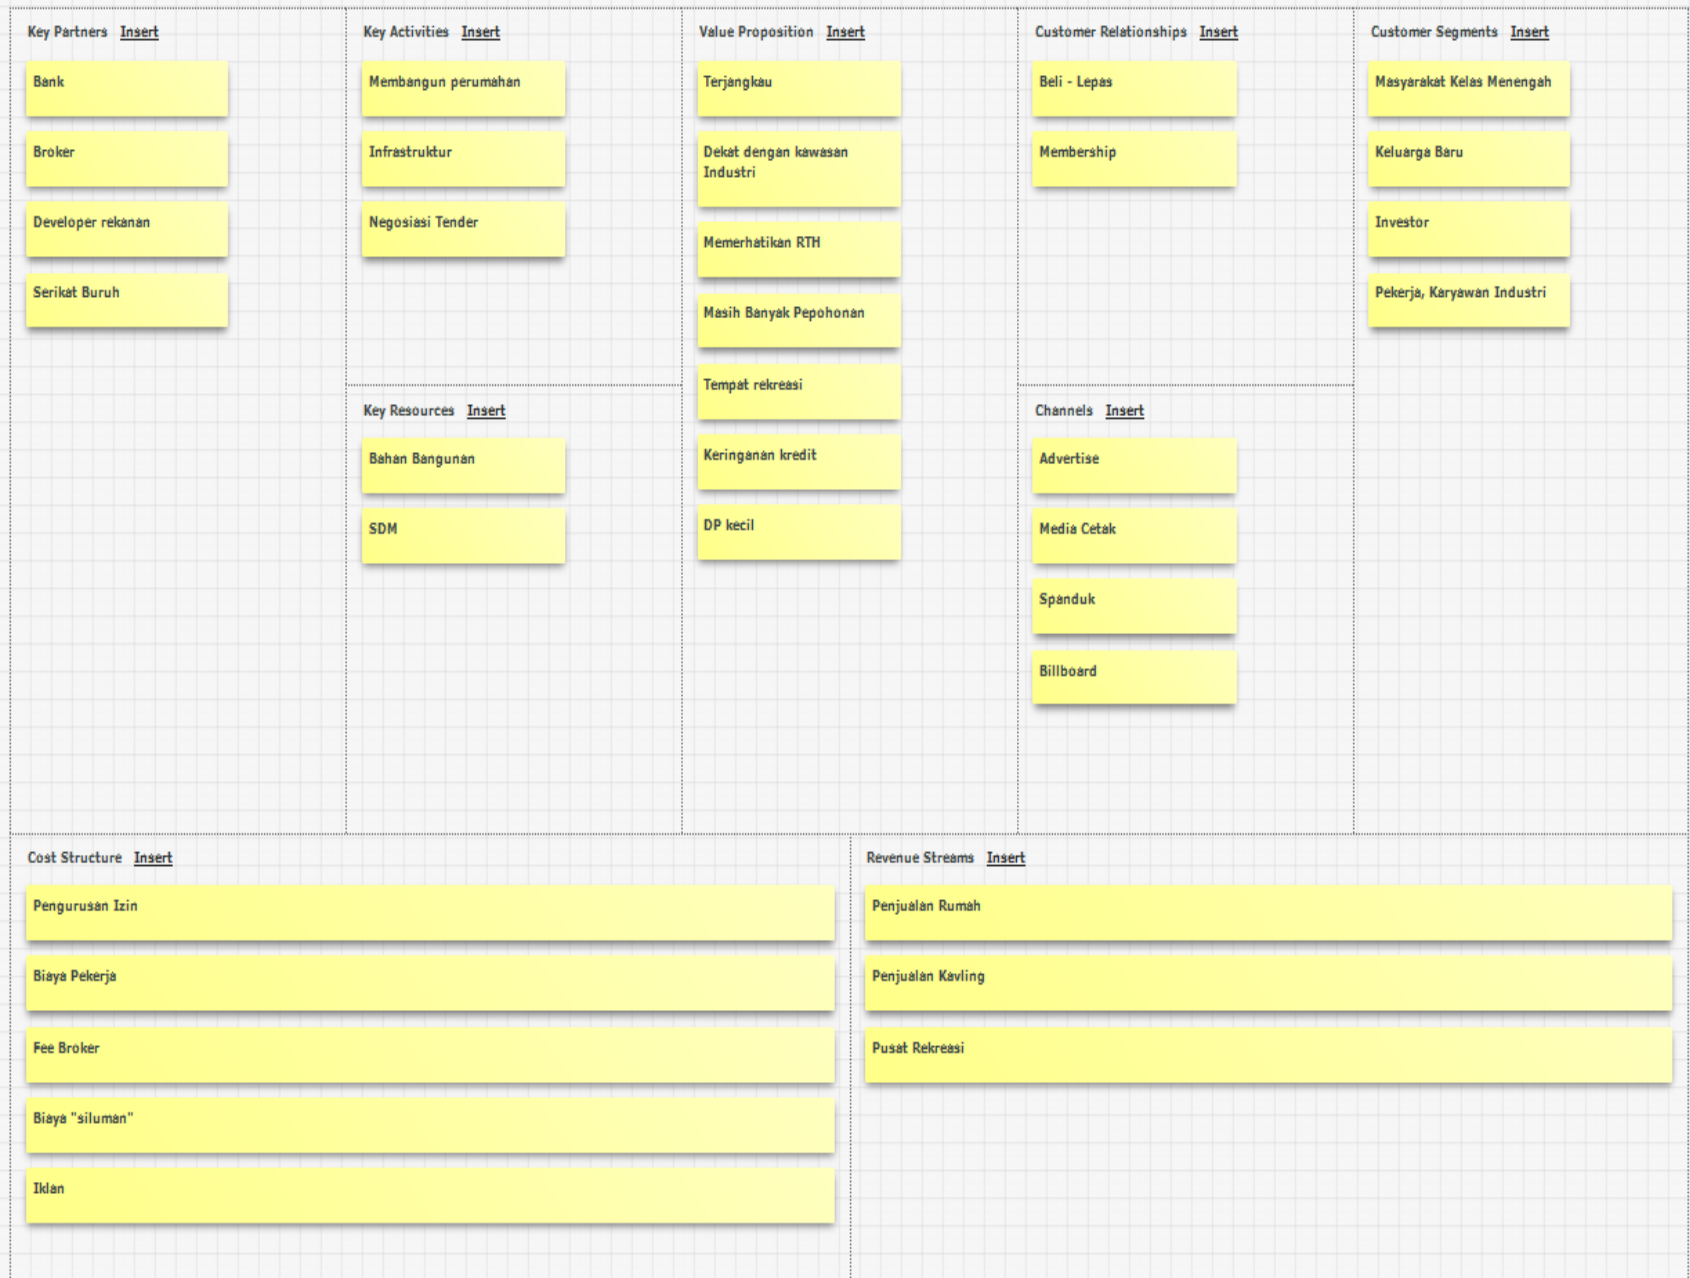 Key Partners Insert
Bank
Broker
Developer rekanan
Serikat Buruh
Key Activities Insert
Membangun perumahan
Infrastruktur
Negosiasi Tender
Key Resources Insert
Bahan Bangunan
SDM
Value Proposition Insert
Terjangkau
Dekat dengan kawasan
Industri
Memerhatikan RTH
Masih Banyak Pepohonan
Tempat rekreasi
Keringanan kredit
DP kecil
Customer Relationships Insert
Beli - Lepas
Membership
Channels Insert
Advertise
Media Cetak
Spanduk
Billboard
Customer Segments Insert
Masyarakat Kelas Menengah
Keluarga Baru
Investor
Pekerja, Karyawan Industri
Cost Structure Insert
Pengurusan Izin
Biaya Pekerja
Fee Broker
Biaya "siluman"
Iklan
Revenue Streams Insert
Penjualan Rumah
Penjualan Kavling
Pusat Rekreasi